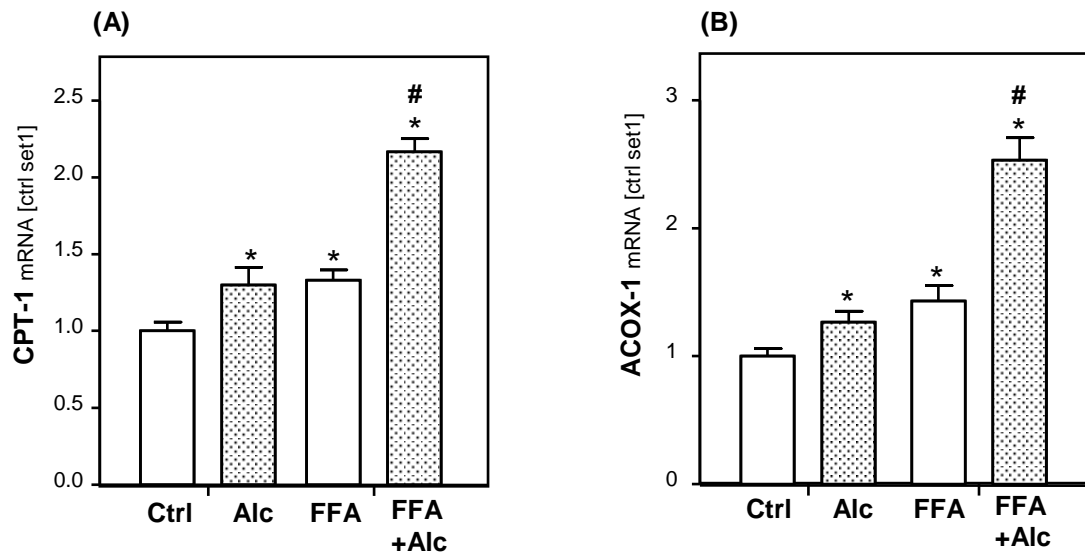 (A)
CPT-1 mRNA [ctrl set1]
2.5
2.0
1.5
1.0
0.5
0.0
*
*
#
*
Ctrl
Alc
FFA
FFA
+Alc
(B)
ACOX-1 mRNA [ctrl set1]
3
2
1
0
*
*
#
*
Ctrl
Alc
FFA
FFA
+Alc